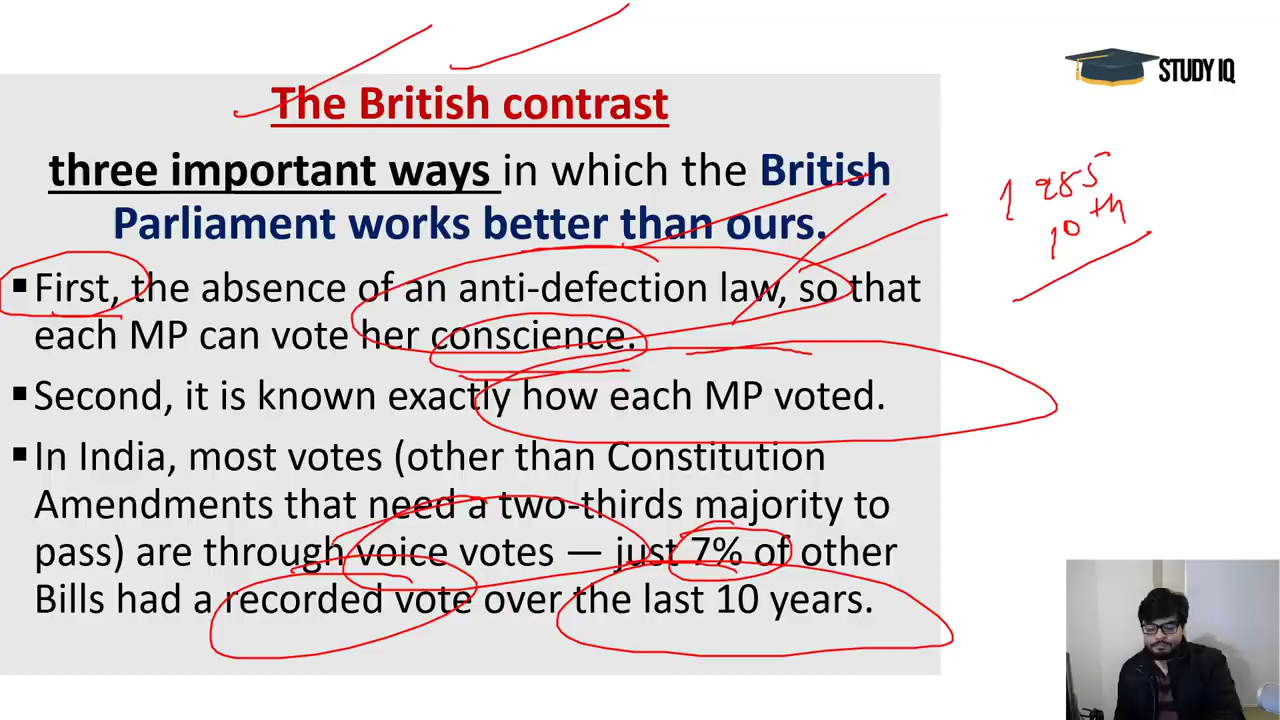 STUDY IQ
The British contrast
three important ways in which the British
Parliament works better than ours.
▪First, the absence of an anti-defection law, so that
each MP can vote her conscience.
▪Second, it is known exactly how each MP voted.
▪In India, most votes (other than Constitution
Amendments that need a two-thirds majority to
pass) are through voice votes — just 7% of other
Bills had a recorded vote over the last 10 years.
1985
10th